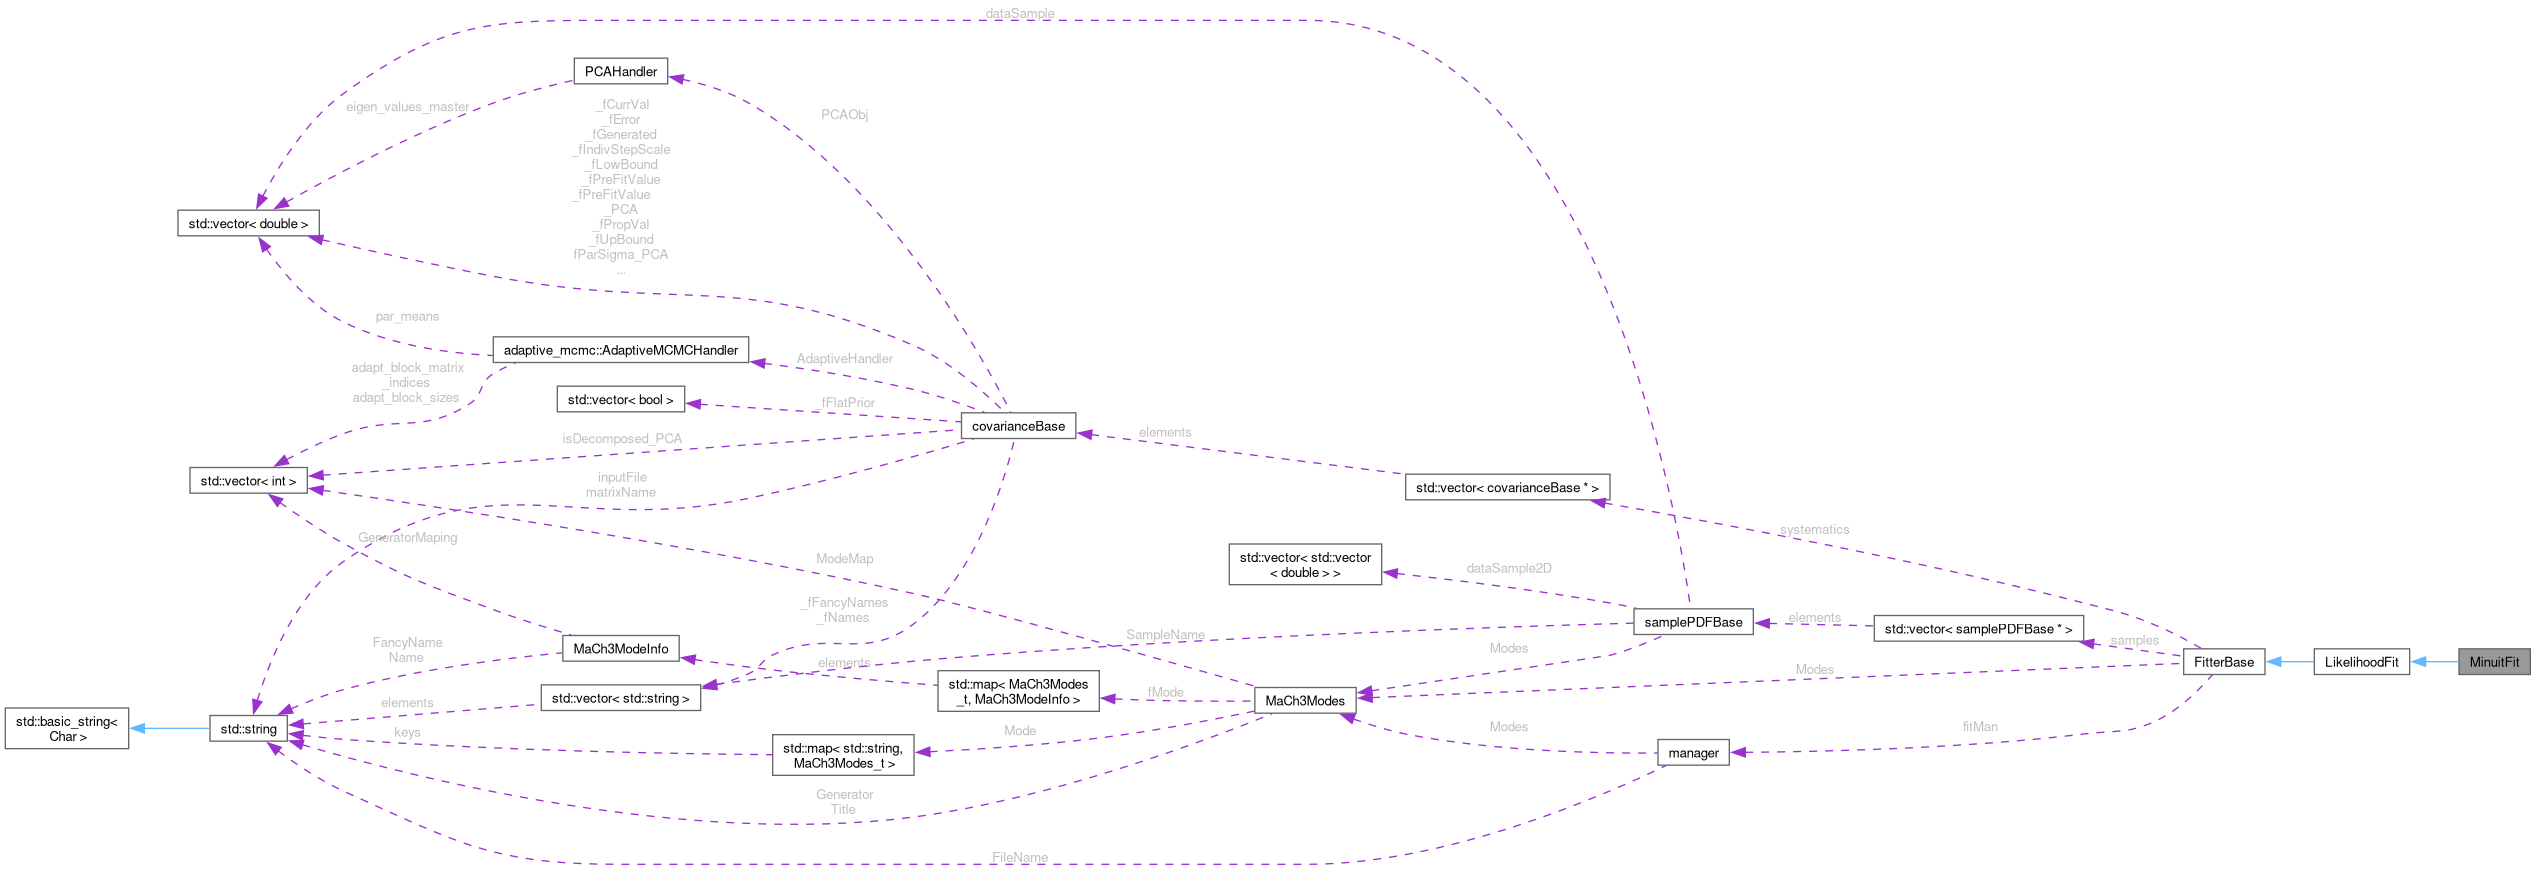 dataSample
PCAHandler
eigen_values_master
_fCurrVal
_fError
_fGenerated
_fIndivStepScale
_fLowBound
_fPreFitValue
_fPreFitValue
_PCA
_fPropVal
_fUpBound
fParSigma_PCA
...
PCAObj
std::vector< double >
par_means
adaptive_mcmc::AdaptiveMCMCHandler
AdaptiveHandler
adapt_block_matrix
_indices
adapt_block_sizes
std::vector< bool >
_fFlatPrior
covarianceBase
elements
isDecomposed_PCA
std::vector< int >
inputFile
matrixName
std::vector< covarianceBase * >
systematics
GeneratorMaping
ModeMap
std::vector< std::vector
< double > >
dataSample2D
_fFancyNames
_fNames
samplePDFBase
elements
std::vector< samplePDFBase * >
samples
SampleName
FancyName
Name
MaCh3ModeInfo
elements
Modes
Modes
FitterBase
LikelihoodFit
MinuitFit
std::vector< std::string >
std::map< MaCh3Modes
_t, MaCh3ModeInfo >
fMode
MaCh3Modes
elements
std::basic_string<
Char >
std::string
keys
std::map< std::string,
MaCh3Modes_t >
Mode
Modes
manager
fitMan
Generator
Title
FileName